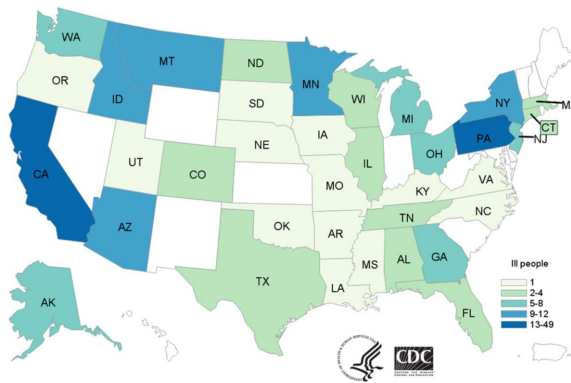 WA
MT
ND
MN
OR
ID
SD
WI
MI
NY
M
CT
NJ
PA
IA
NE
IL
OH
UT
CO
CA
MO
KY
VA
NC
TN
OK
AR
AZ
MS
AL
GA
TX
LA
FL
AK
Ill people
1
2-4
5-8
9-12
13-49
CDC